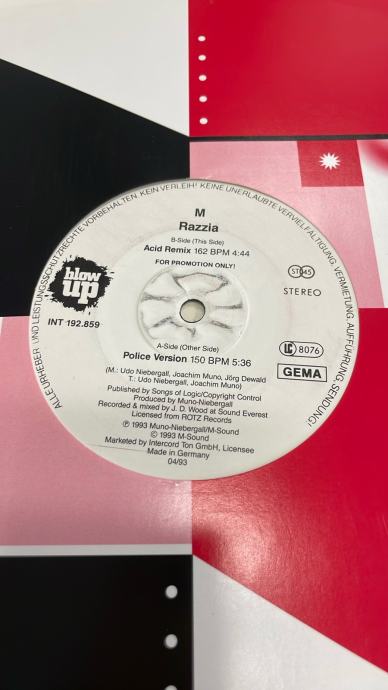 ALLE URHEBER UND LEISTUNGSSCHUTZRECHTE VORBEHALTEN. KEIN VERLEIH! KEINE UNERLAUBTE VERVIELFÄLTIGUNG, VERMIETUNG, AUFFÜHRUNG, SENDUNG!
M
Razzia
B-Side (This Side)
Acid Remix 162 BPM 4:44
FOR PROMOTION ONLY!
blow
up
INT 192.859
ST045
STEREO
A-Side (Other Side)
Police Version 150 BPM 5:36
LC 8076
GEMA
(M.: Udo Niebergall, Joachim Muno, Jörg Dewald
T.: Udo Niebergall, Joachim Muno)
Published by Songs of Logic/Copyright Control
Produced by Muno-Niebergall
Recorded & mixed by J. D. Wood at Sound Everest
Licensed from ROTZ Records
℗ 1993 Muno-Niebergall/M-Sound
© 1993 M-Sound
Marketed by Intercord Ton GmbH, Licensee
Made in Germany
04/93